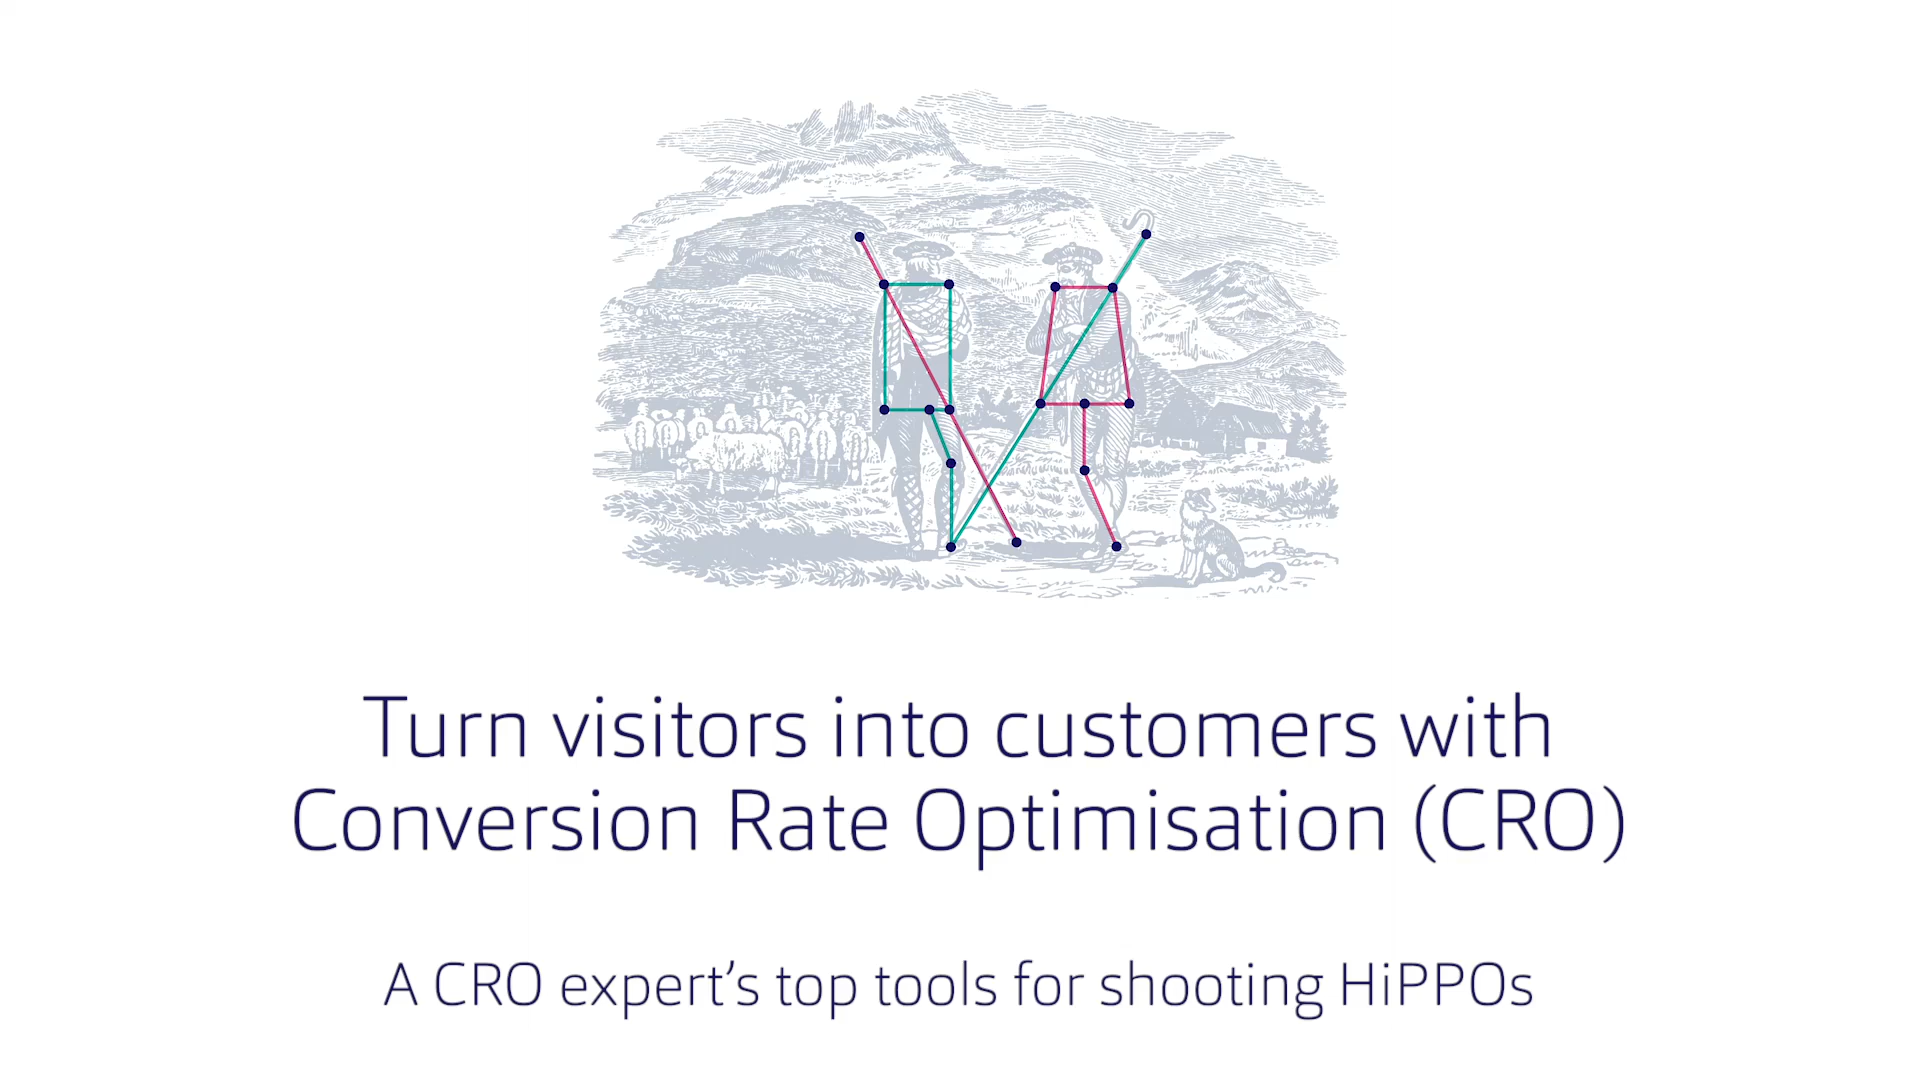 Turn visitors into customers with
Conversion Rate Optimisation (CRO)
A CRO expert’s top tools for shooting HiPPOs